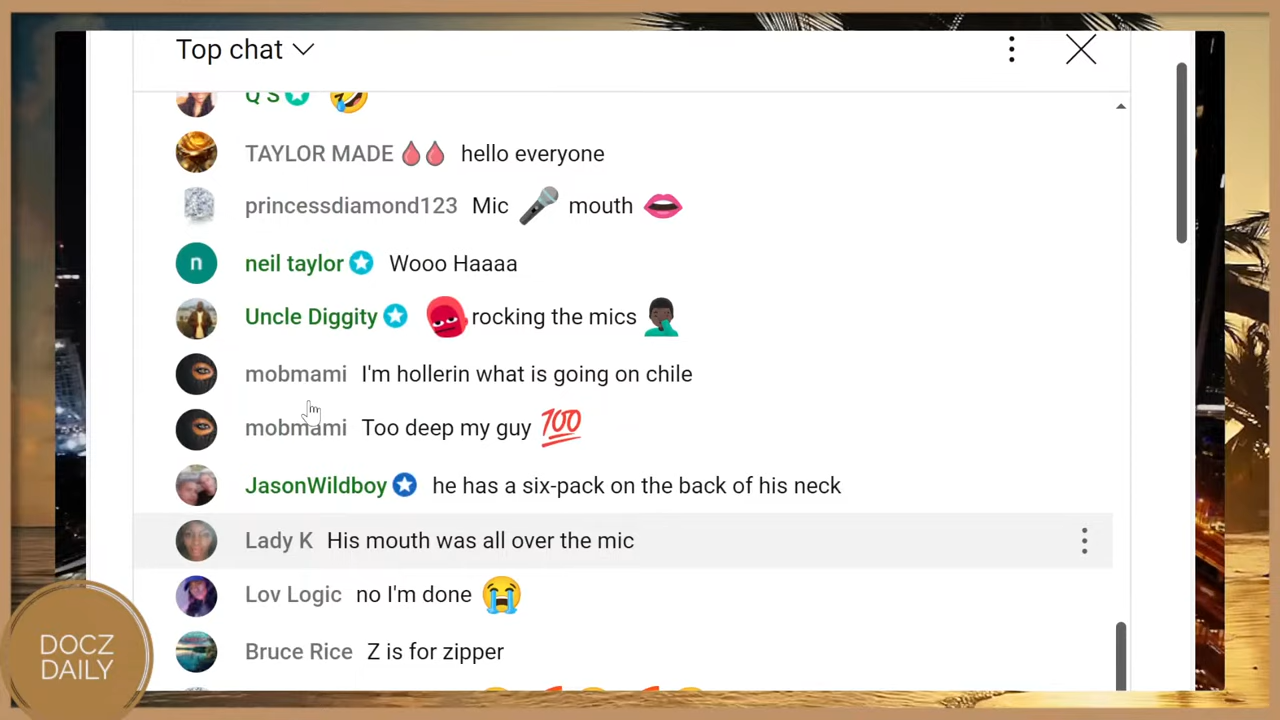 Top chat
Q S 🤣
TAYLOR MADE 🩸🩸 hello everyone
princessdiamond123 Mic 🎤 mouth 👄
neil taylor Wooo Haaaa
Uncle Diggity rocking the mics 🤦🏿‍♂️
mobmami I'm hollerin what is going on chile
mobmami Too deep my guy 💯
JasonWildboy he has a six-pack on the back of his neck
Lady K His mouth was all over the mic
Lov Logic no I'm done 😭
Bruce Rice Z is for zipper
n
DOCZ
DAILY